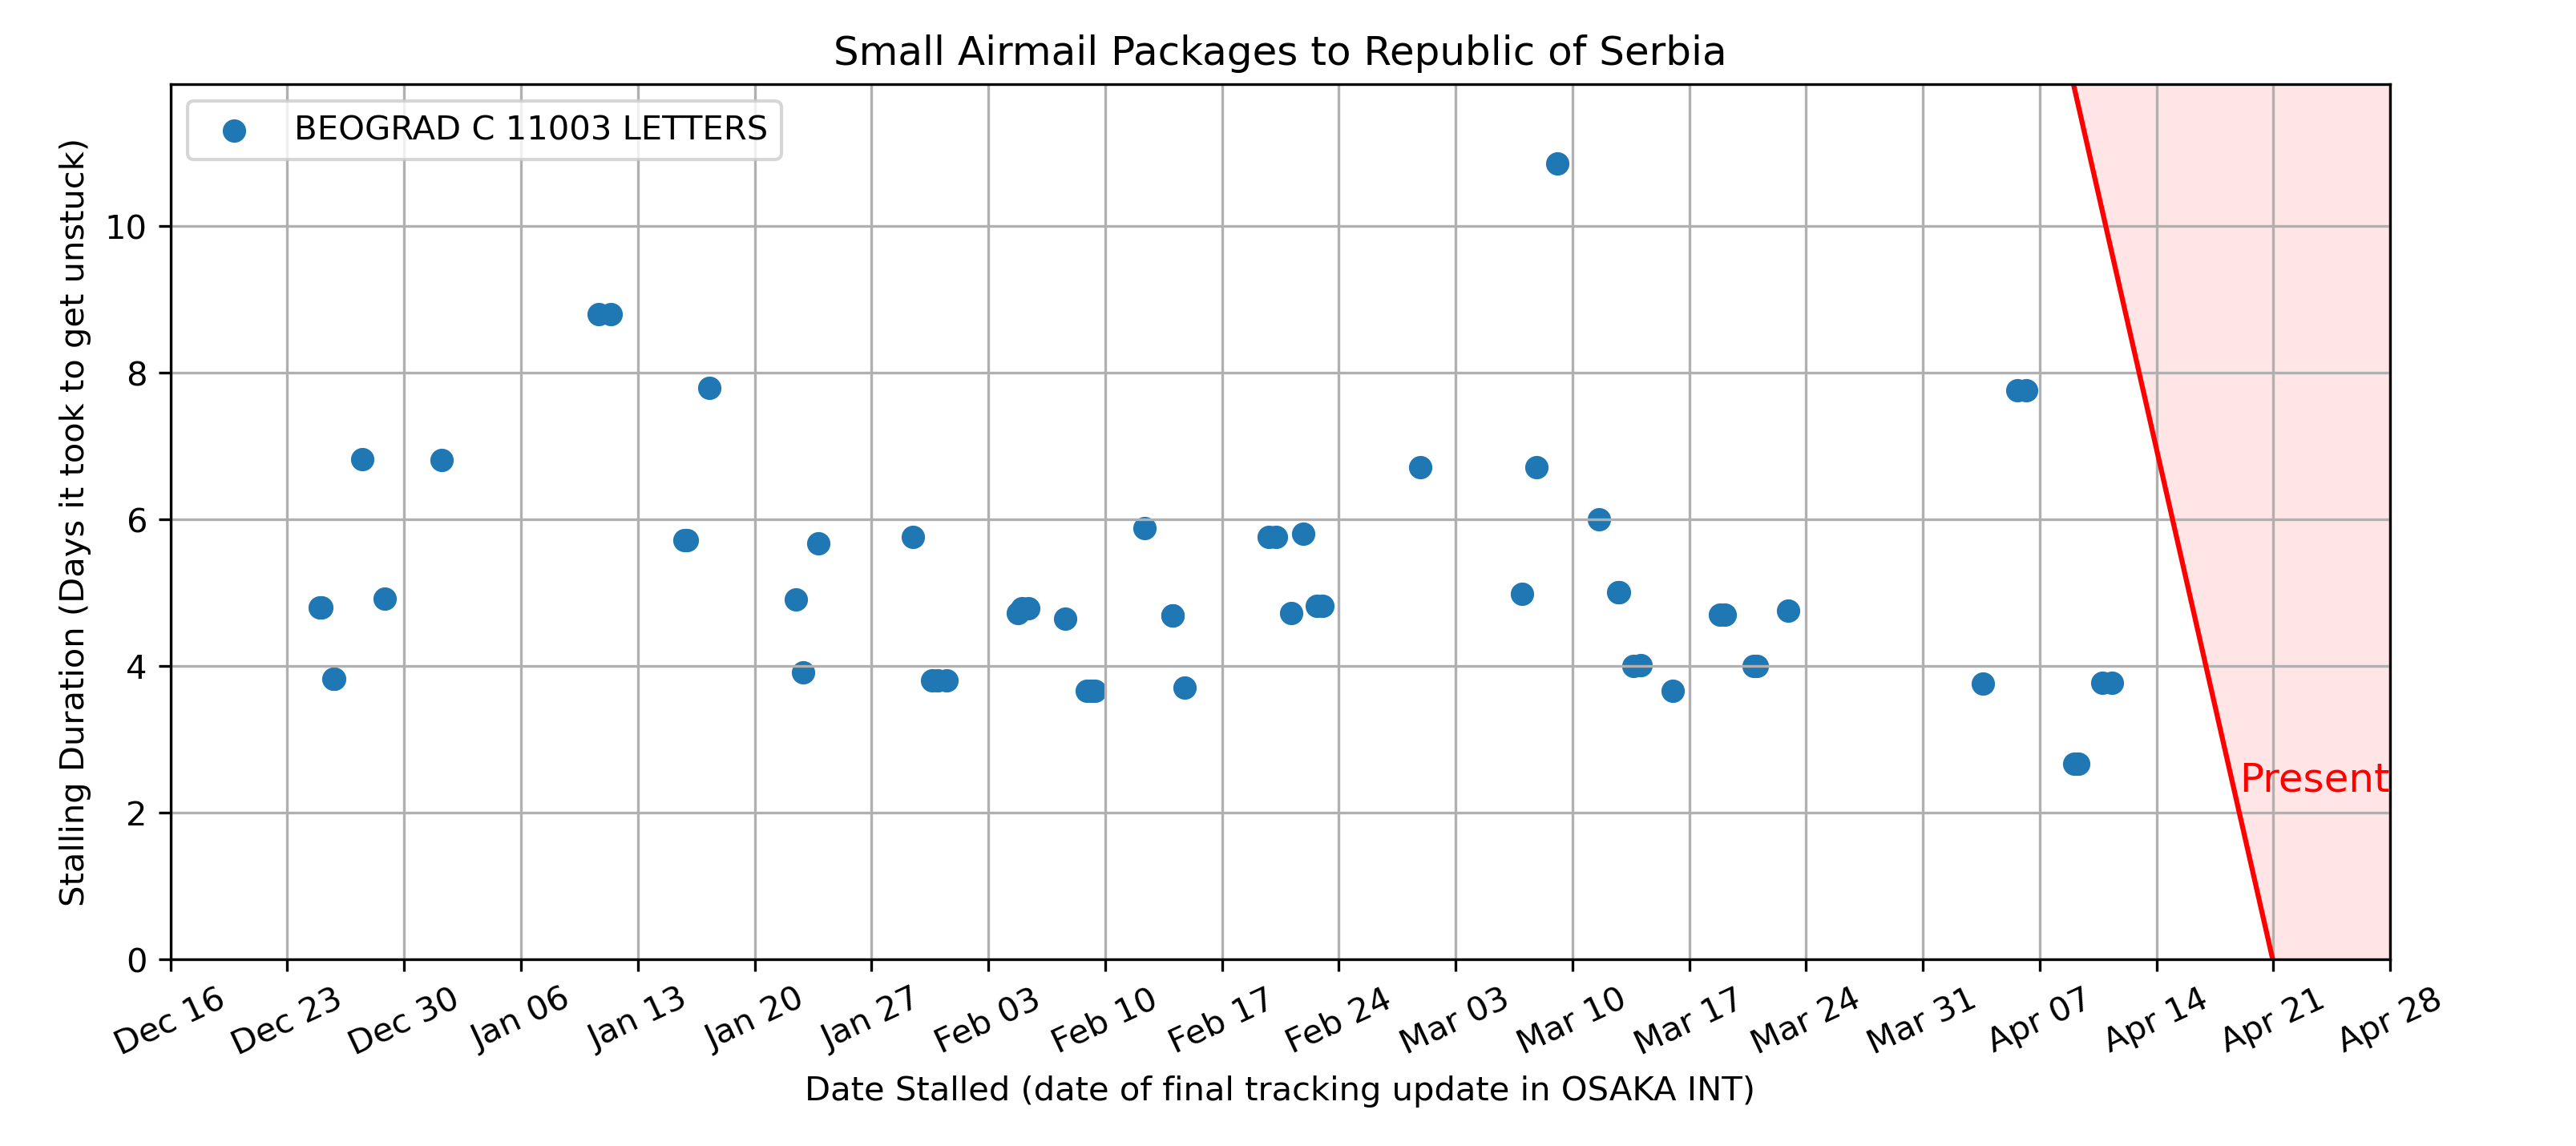 Small Airmail Packages to Republic of Serbia
BEOGRAD C 11003 LETTERS
Stalling Duration (Days it took to get unstuck)
10
8
6
4
2
0
Present
Dec 16
Dec 23
Dec 30
Jan 06
Jan 13
Jan 20
Jan 27
Feb 03
Feb 10
Feb 17
Feb 24
Mar 03
Mar 10
Mar 17
Mar 24
Mar 31
Apr 07
Apr 14
Apr 21
Apr 28
Date Stalled (date of final tracking update in OSAKA INT)